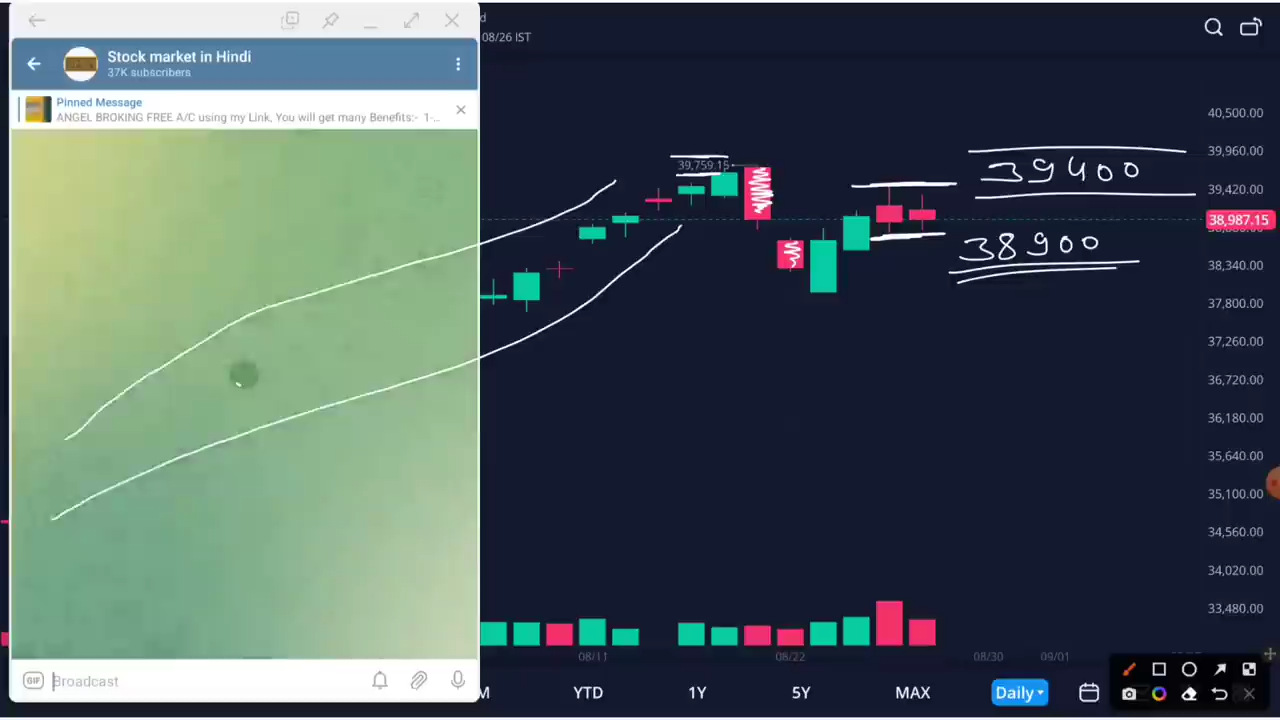 d
08/26 IST
Stock market in Hindi
37K subscribers
Pinned Message
ANGEL BROKING FREE A/C using my Link, You will get many Benefits:- 1-...
39,759.15
39400
38900
40,500.00
39,960.00
39,420.00
38,987.15
38,340.00
37,800.00
37,260.00
36,720.00
36,180.00
35,640.00
35,100.00
34,560.00
34,020.00
33,480.00
08/11
08/22
08/30
09/01
GIF
Broadcast
M
YTD
1Y
5Y
MAX
Daily